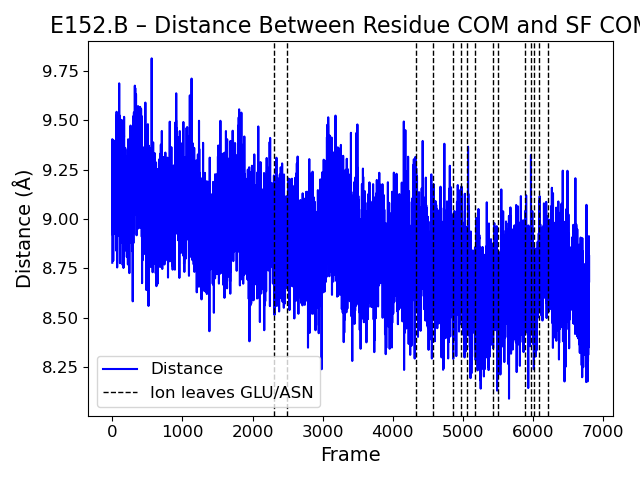 E152.B – Distance Between Residue COM and SF COM
Distance (Å)
9.75
9.50
9.25
9.00
8.75
8.50
8.25
Distance
Ion leaves GLU/ASN
0 1000 2000 3000 4000 5000 6000 7000
Frame